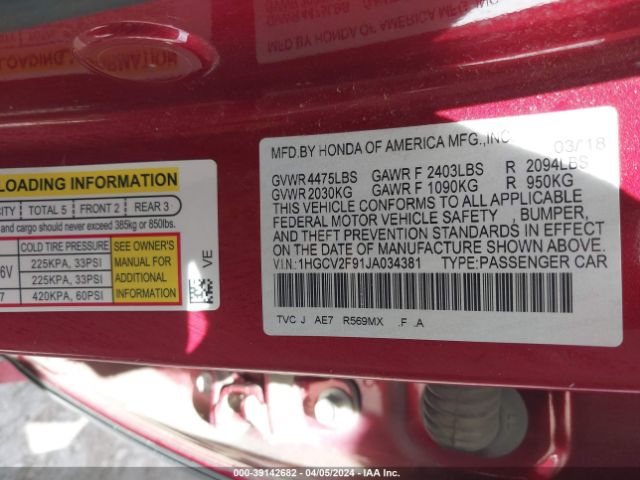 MFD.BY HONDA OF AMERICA MFG.,INC. 03/18
GVWR 4475LBS GAWR F 2403LBS R 2094LBS
GVWR 2030KG GAWR F 1090KG R 950KG
THIS VEHICLE CONFORMS TO ALL APPLICABLE
FEDERAL MOTOR VEHICLE SAFETY , BUMPER,
AND THEFT PREVENTION STANDARDS IN EFFECT
ON THE DATE OF MANUFACTURE SHOWN ABOVE.
V.I.N.:1HGCV2F91JA034381 TYPE:PASSENGER CAR
TVC J AE7 R569MX .F .A
LOADING INFORMATION
TOTAL 5 FRONT 2 REAR 3
and cargo should never exceed 385kg or 850lbs.
COLD TIRE PRESSURE
225KPA, 33PSI
225KPA, 33PSI
420KPA, 60PSI
SEE OWNER'S
MANUAL FOR
ADDITIONAL
INFORMATION
VE
000-39142682 - 04/05/2024 - IAA Inc.